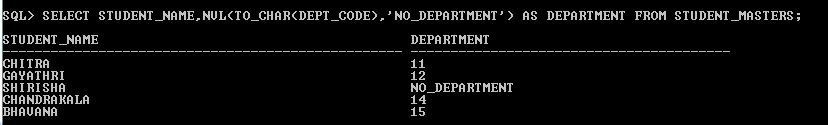 SQL> SELECT STUDENT_NAME,NVL(TO_CHAR(DEPT_CODE),'NO_DEPARTMENT') AS DEPARTMENT FROM STUDENT_MASTERS;
STUDENT_NAME DEPARTMENT
CHITRA 11
GAYATHRI 12
SHIRISHA NO_DEPARTMENT
CHANDRAKALA 14
BHAVANA 15